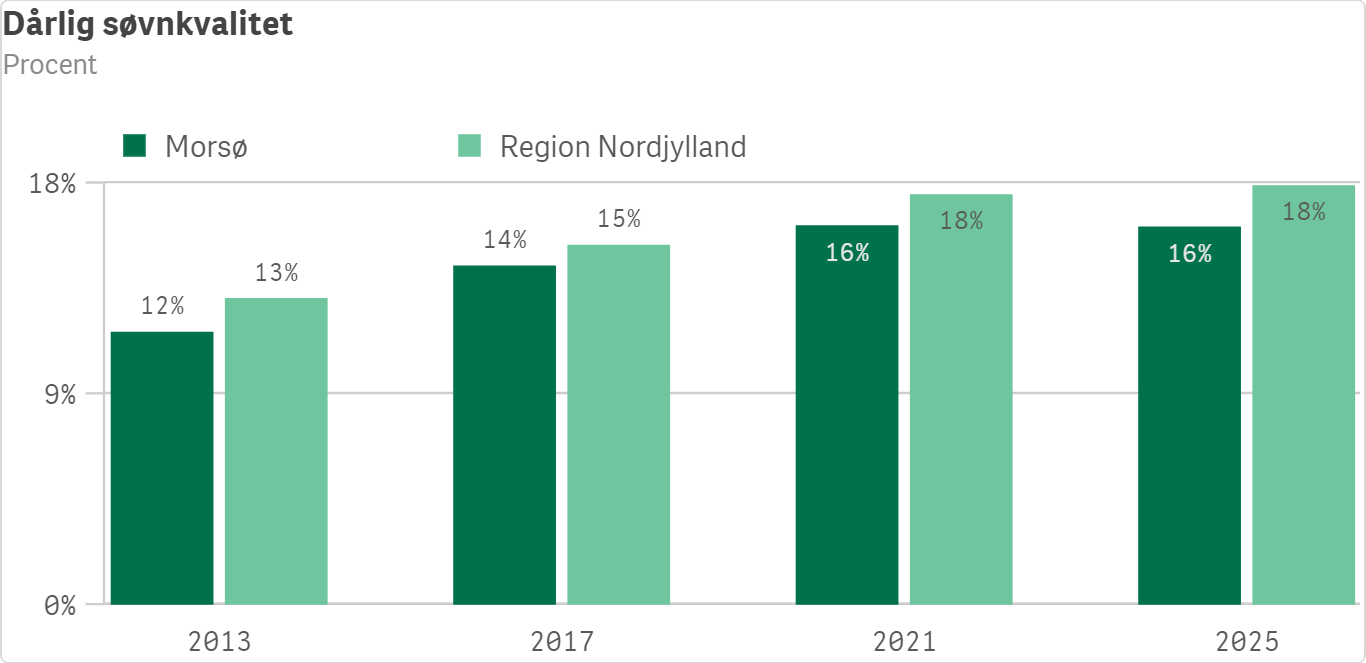 Dårlig søvnkvalitet
Procent
Morsø Region Nordjylland
18%
9%
0%
12% 13% 14% 15% 16% 18% 16% 18%
2013 2017 2021 2025